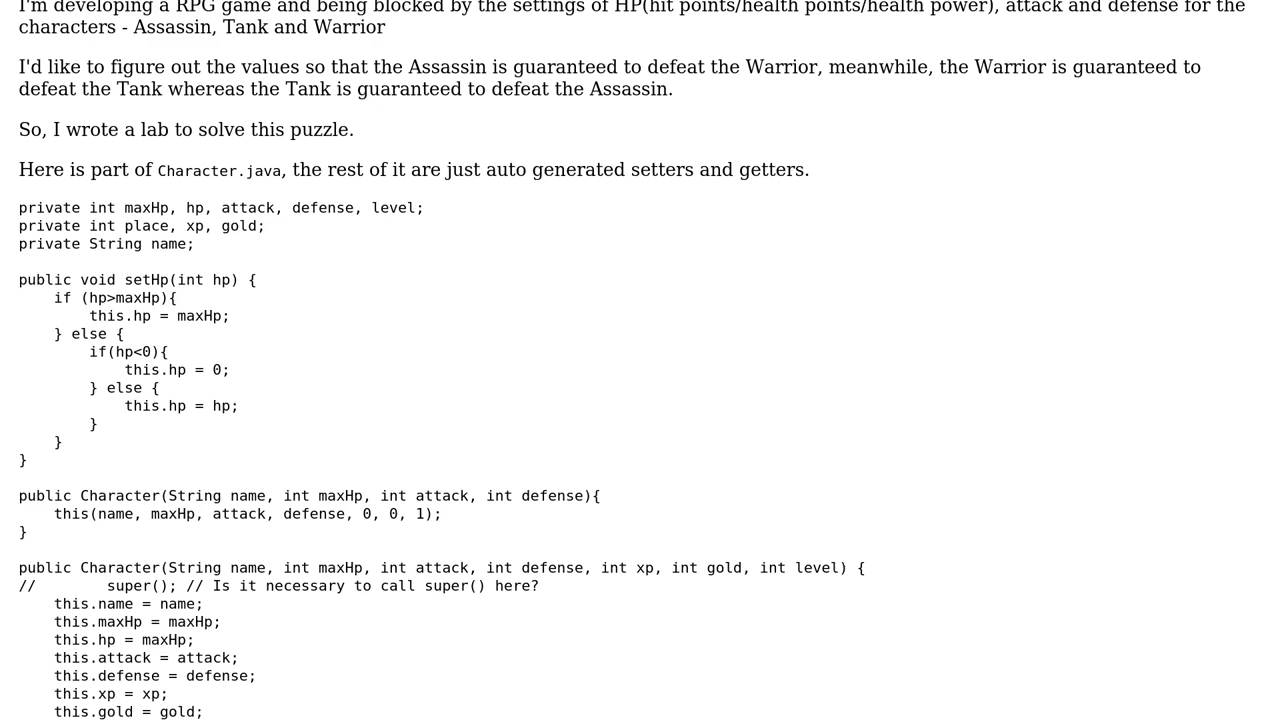 I'm developing a RPG game and being blocked by the settings of HP(hit points/health points/health power), attack and defense for the
characters - Assassin, Tank and Warrior
I'd like to figure out the values so that the Assassin is guaranteed to defeat the Warrior, meanwhile, the Warrior is guaranteed to
defeat the Tank whereas the Tank is guaranteed to defeat the Assassin.
So, I wrote a lab to solve this puzzle.
Here is part of Character.java, the rest of it are just auto generated setters and getters.
private int maxHp, hp, attack, defense, level;
private int place, xp, gold;
private String name;
public void setHp(int hp) {
    if (hp>maxHp){
        this.hp = maxHp;
    } else {
        if(hp<0){
            this.hp = 0;
        } else {
            this.hp = hp;
        }
    }
}
public Character(String name, int maxHp, int attack, int defense){
    this(name, maxHp, attack, defense, 0, 0, 1);
}
public Character(String name, int maxHp, int attack, int defense, int xp, int gold, int level) {
//        super(); // Is it necessary to call super() here?
    this.name = name;
    this.maxHp = maxHp;
    this.hp = maxHp;
    this.attack = attack;
    this.defense = defense;
    this.xp = xp;
    this.gold = gold;